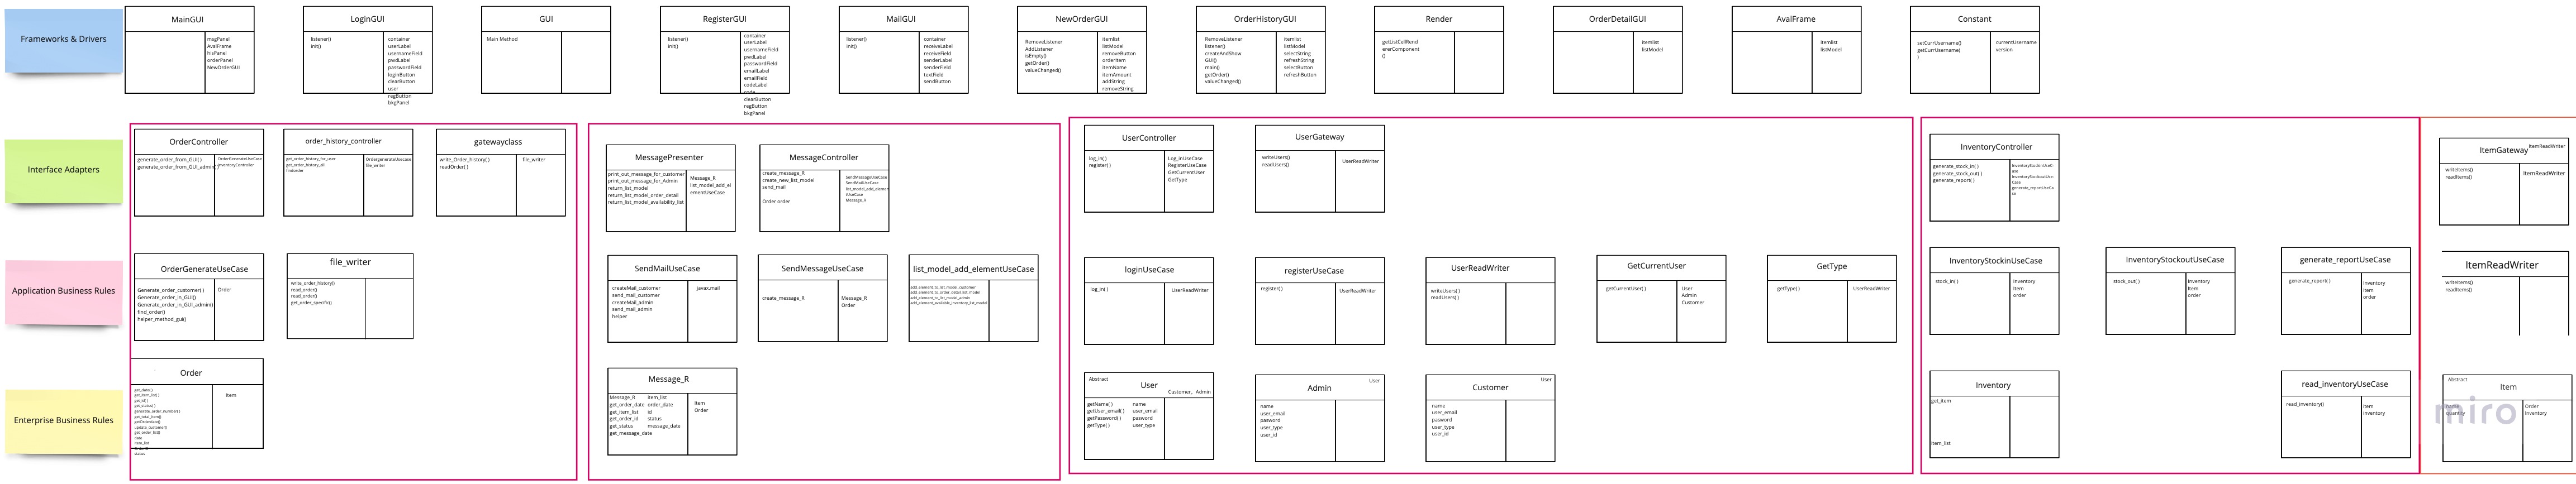 Frameworks & Drivers
MainGUI
msgPanel
AvalFrame
hisPanel
orderPanel
NewOrderGUI
LoginGUI
listener()
init()
container
userLabel
usernameField
pwdLabel
passwordField
loginButton
clearButton
user
regButton
bkgPanel
GUI
Main Method
RegisterGUI
listener()
init()
container
userLabel
usernameField
pwdLabel
passwordField
emailLabel
emailField
codeLabel
code
clearButton
regButton
bkgPanel
MailGUI
listener()
init()
container
receiveLabel
receiveField
senderLabel
senderField
textField
sendButton
NewOrderGUI
RemoveListener
AddListener
isEmpty()
getOrder()
valueChanged()
itemlist
listModel
removeButton
orderItem
itemName
itemAmount
addString
removeString
OrderHistoryGUI
RemoveListener
listener()
createAndShow
GUI()
main()
getOrder()
valueChanged()
itemlist
listModel
selectString
refreshString
selectButton
refreshButton
Render
getListCellRend
ererComponent
()
OrderDetailGUI
itemlist
listModel
AvalFrame
itemlist
listModel
Constant
setCurrUsername()
getCurrUsername(
)
currentUsername
version
Interface Adapters
OrderController
generate_order_from_GUI( )
generate_order_from_GUI_admin( )
OrderGenerateUseCase
InventoryController
order_history_controller
get_order_history_for_user
get_order_history_all
findorder
OrdergenerateUsecase
file_writer
gatewayclass
write_Order_history( )
readOrder( )
file_writer
MessagePresenter
print_out_message_for_customer
print_out_message_for_Admin
return_list_model
return_list_model_order_detail
return_list_model_availability_list
Message_R
list_model_add_el
ementUseCase
MessageController
create_message_R
create_new_list_model
send_mail
Order order
SendMessageUseCase
SendMailUseCase
list_model_add_elemen
tUseCase
Message_R
UserController
log_in( )
register( )
Log_inUseCase
RegisterUseCase
GetCurrentUser
GetType
UserGateway
writeUsers()
readUsers()
UserReadWriter
InventoryController
generate_stock_in( )
generate_stock_out( )
generate_report( )
InventoryStockinUseC-
ase
InventoryStockoutUse-
Case
generate_reportUseCa
se
ItemGateway
ItemReadWriter
writeItems()
readItems()
ItemReadWriter
Application Business Rules
OrderGenerateUseCase
Generate_order_customer( )
Generate_order_in_GUI()
Generate_order_in_GUI_admin()
find_order()
helper_method_gui()
Order
file_writer
write_order_history()
read_order()
read_order()
get_order_specific()
SendMailUseCase
createMail_customer
send_mail_customer
createMail_admin
send_mail_admin
helper
javax.mail
SendMessageUseCase
create_message_R
Message_R
Order
list_model_add_elementUseCase
add_element_to_list_model_customer
add_element_to_order_detail_list_model
add_element_to_list_model_admin
add_element_available_inventory_list_model
loginUseCase
log_in( )
UserReadWriter
registerUseCase
register( )
UserReadWriter
UserReadWriter
writeUsers( )
readUsers( )
GetCurrentUser
getCurrentUser( )
User
Admin
Customer
GetType
getType( )
UserReadWriter
InventoryStockinUseCase
stock_in( )
Inventory
Item
order
InventoryStockoutUseCase
stock_out( )
Inventory
Item
order
generate_reportUseCase
generate_report( )
Inventory
Item
order
ItemReadWriter
writeItems()
readItems()
Enterprise Business Rules
Order
get_date( )
get_item_list( )
get_id( )
get_status( )
generate_order_number( )
get_total_item()
getOrderdate()
update_customer()
get_order_list()
date
item_list
status
Item
Message_R
Message_R
get_order_date
get_item_list
get_order_id
get_status
get_message_date
item_list
order_date
id
status
message_date
Item
Order
Abstract
User
Customer, Admin
getName( )
getUser_email( )
getPassword( )
getType( )
name
user_email
pasword
user_type
Admin
User
name
user_email
pasword
user_type
user_id
Customer
User
name
user_email
pasword
user_type
user_id
Inventory
get_item
item_list
read_inventoryUseCase
read_inventory()
Item
inventory
Abstract
Item
quantity
Order
Inventory
miro